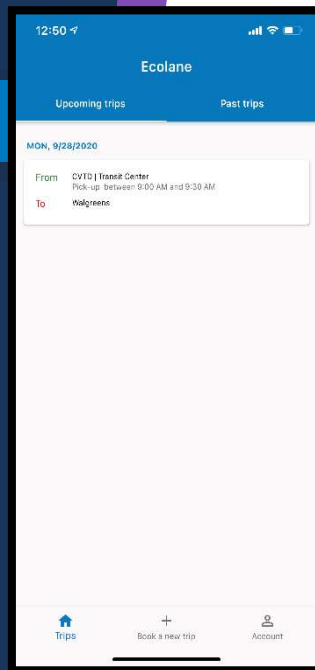 12:50
Ecolane
Upcoming trips
Past trips
MON, 9/28/2020
From CVTD | Transit Center
Pick-up between 9:00 AM and 9:30 AM
To Walgreens
Trips
Book a new trip
Account